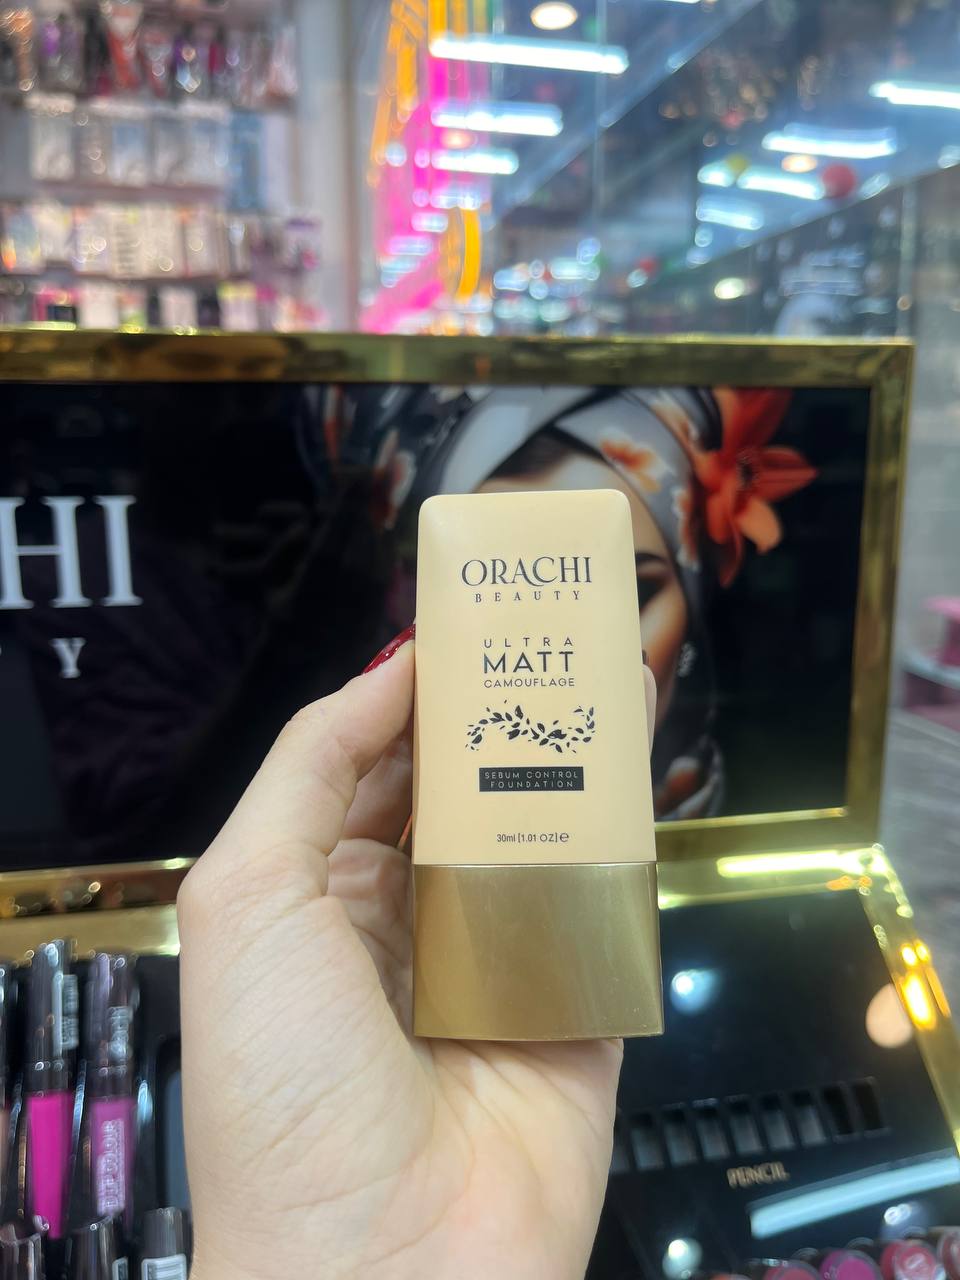 HI
Y
ORACHI
BEAUTY
ULTRA
MATT
CAMOUFLAGE
SEBUM CONTROL
FOUNDATION
30ml [1.01 OZ] e
PENCIL